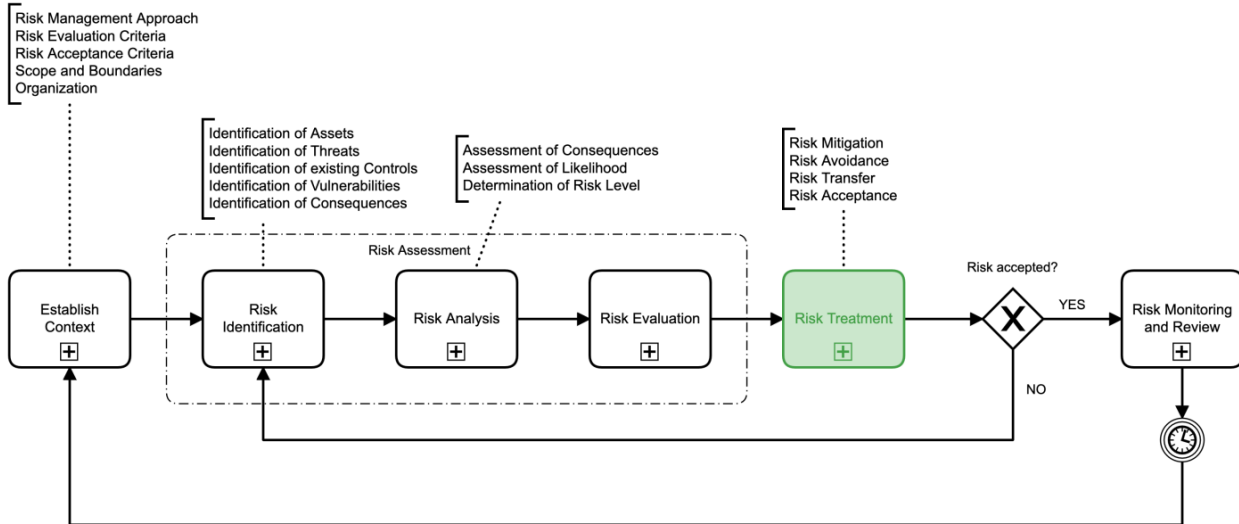 Risk Management Approach
Risk Evaluation Criteria
Risk Acceptance Criteria
Scope and Boundaries
Organization
Identification of Assets
Identification of Threats
Identification of existing Controls
Identification of Vulnerabilities
Identification of Consequences
Assessment of Consequences
Assessment of Likelihood
Determination of Risk Level
Risk Mitigation
Risk Avoidance
Risk Transfer
Risk Acceptance
Risk Assessment
Establish
Context
Risk
Identification
Risk Analysis
Risk Evaluation
Risk Treatment
Risk accepted?
X
YES
NO
Risk Monitoring
and Review